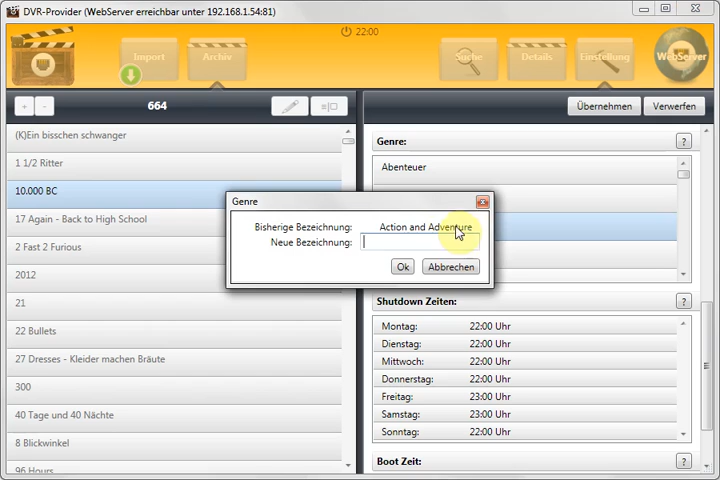 DVR-Provider (WebServer erreichbar unter 192.168.1.54:81)
22:00
Import
Archiv
Suche
Details
Einstellung
WebServer
+ - 664
Übernehmen Verwerfen
(K)Ein bisschen schwanger
1 1/2 Ritter
10.000 BC
17 Again - Back to High School
2 Fast 2 Furious
2012
21
22 Bullets
27 Dresses - Kleider machen Bräute
300
40 Tage und 40 Nächte
8 Blickwinkel
96 Hours
Genre: ?
Abenteuer
Genre
Bisherige Bezeichnung: Action and Adventure
Neue Bezeichnung:
Ok Abbrechen
Shutdown Zeiten: ?
Montag: 22:00 Uhr
Dienstag: 22:00 Uhr
Mittwoch: 22:00 Uhr
Donnerstag: 22:00 Uhr
Freitag: 23:00 Uhr
Samstag: 23:00 Uhr
Sonntag: 22:00 Uhr
Boot Zeit: ?